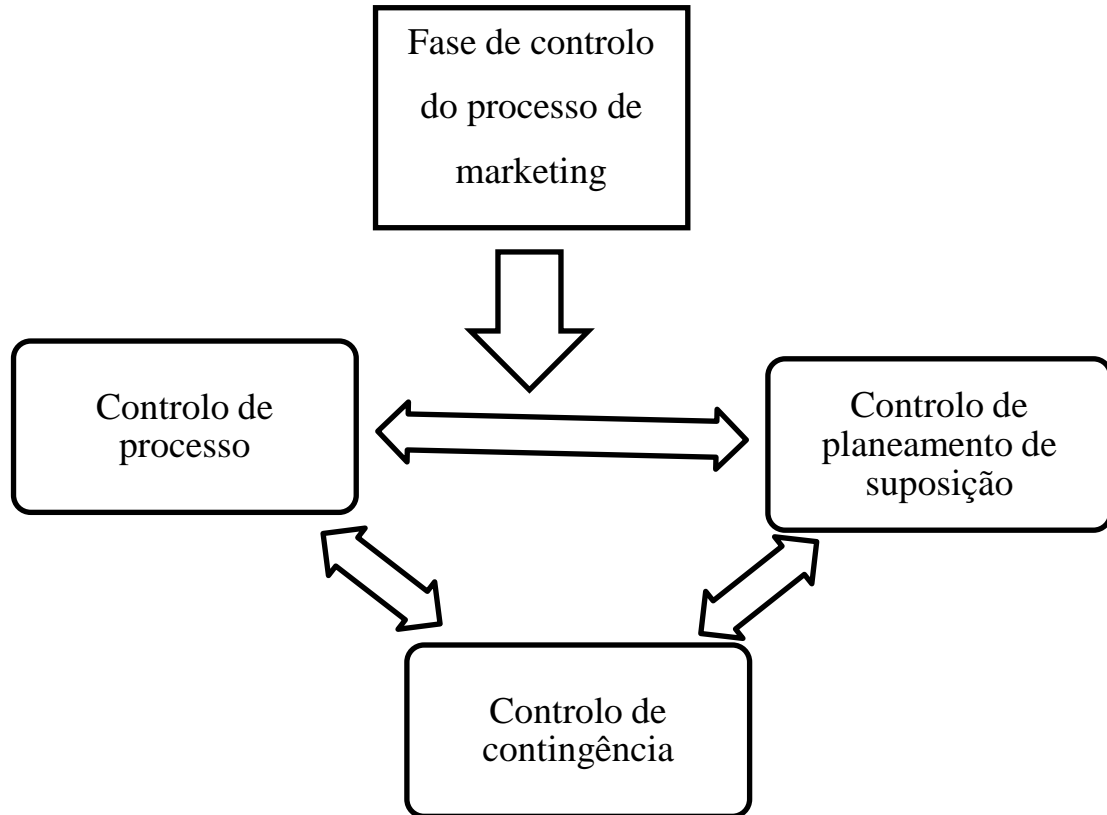 Fase de controlo
do processo de
marketing
Controlo de
processo
Controlo de
planeamento de
suposição
Controlo de
contingência